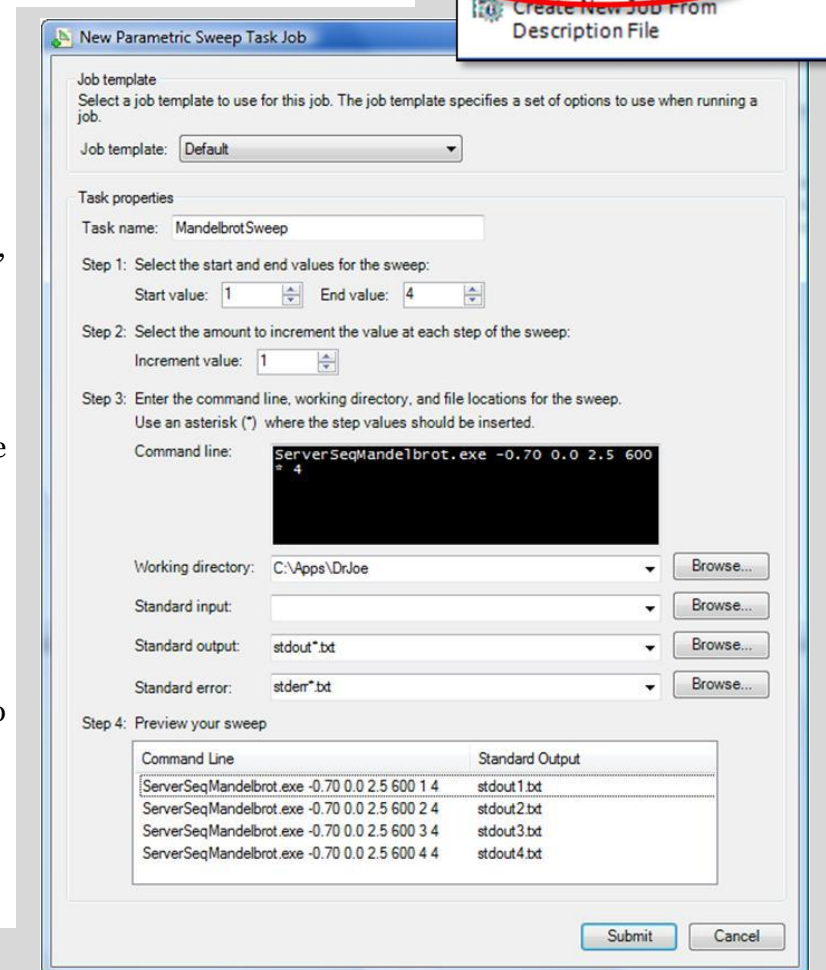 Create New Job From
Description File
New Parametric Sweep Task Job
Job template
Select a job template to use for this job. The job template specifies a set of options to use when running a
job.
Job template: Default
Task properties
Task name: MandelbrotSweep
Step 1: Select the start and end values for the sweep:
Start value: 1 End value: 4
Step 2: Select the amount to increment the value at each step of the sweep:
Increment value: 1
Step 3: Enter the command line, working directory, and file locations for the sweep.
Use an asterisk (*) where the step values should be inserted.
Command line: ServerSeqMandelbrot.exe -0.70 0.0 2.5 600
* 4
Working directory: C:\Apps\DrJoe Browse...
Standard input: Browse...
Standard output: stdout*.txt Browse...
Standard error: stderr*.txt Browse...
Step 4: Preview your sweep
Command Line Standard Output
ServerSeqMandelbrot.exe -0.70 0.0 2.5 600 1 4 stdout1.txt
ServerSeqMandelbrot.exe -0.70 0.0 2.5 600 2 4 stdout2.txt
ServerSeqMandelbrot.exe -0.70 0.0 2.5 600 3 4 stdout3.txt
ServerSeqMandelbrot.exe -0.70 0.0 2.5 600 4 4 stdout4.txt
Submit Cancel